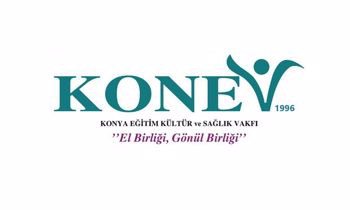 KONEV
1996
KONYA EĞİTİM KÜLTÜR ve SAĞLIK VAKFI
’’El Birliği, Gönül Birliği’’